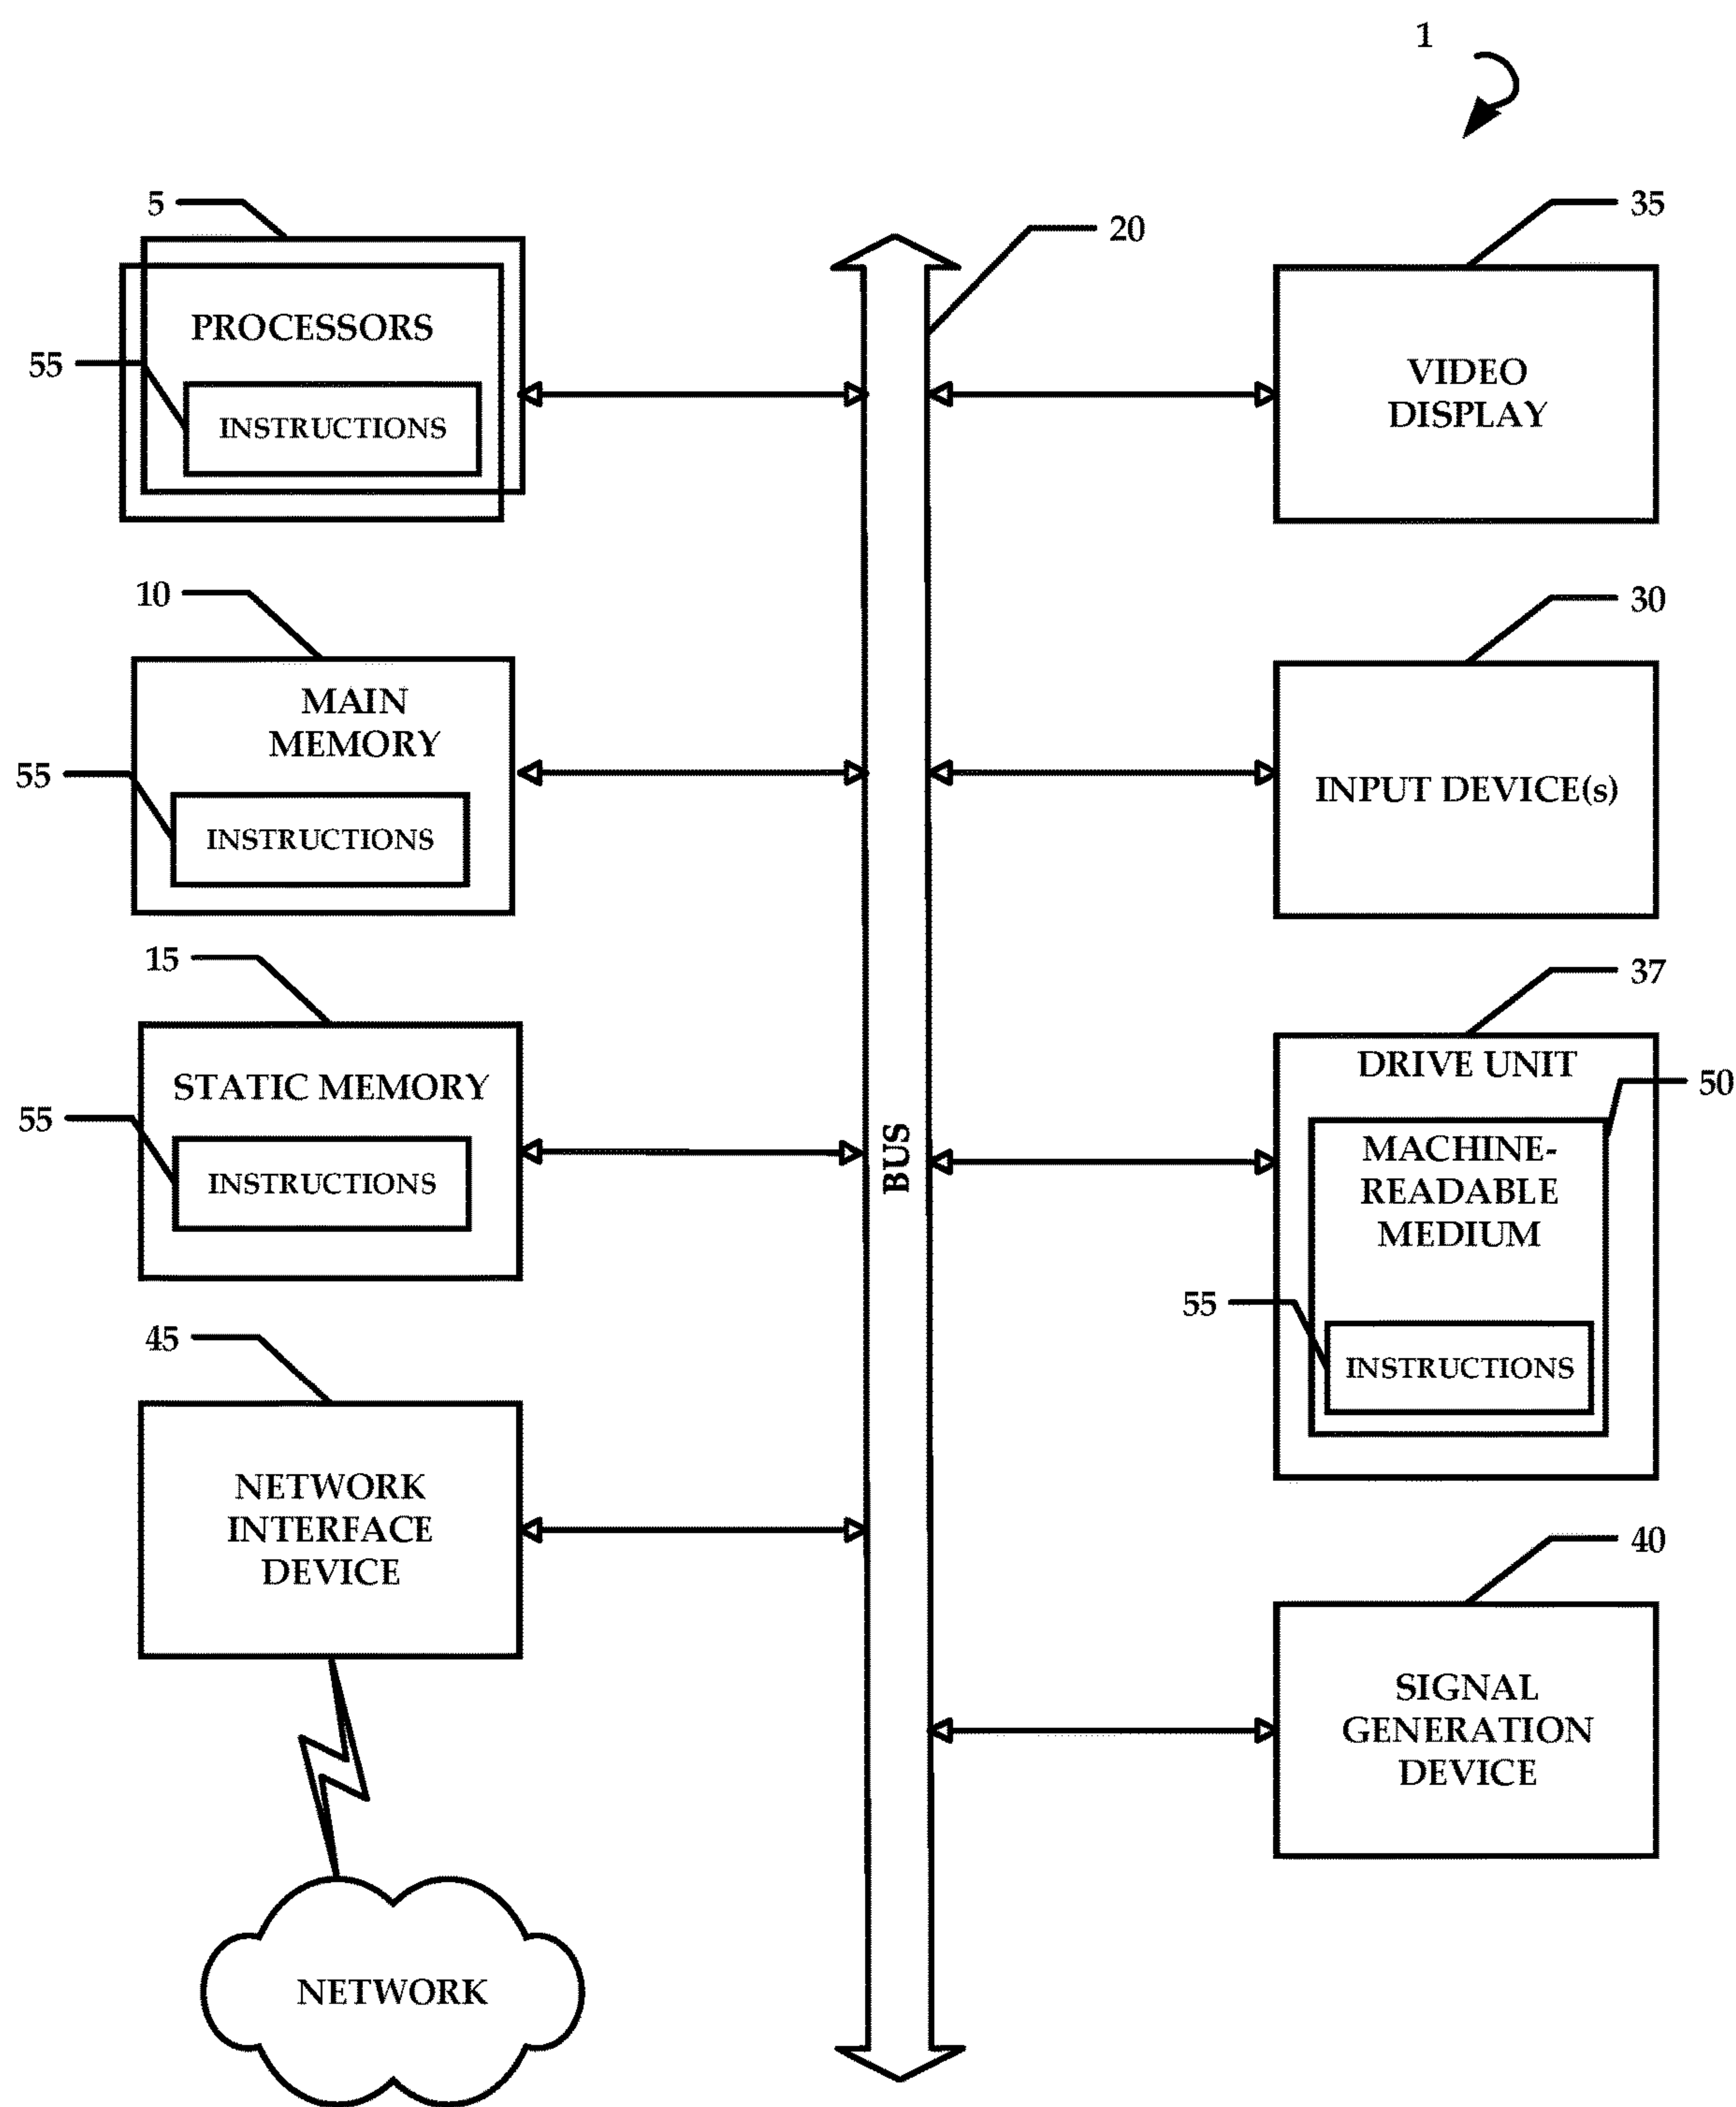 1
5
PROCESSORS
55
INSTRUCTIONS
10
MAIN
MEMORY
55
INSTRUCTIONS
15
STATIC MEMORY
55
INSTRUCTIONS
45
NETWORK
INTERFACE
DEVICE
NETWORK
20
BUS
35
VIDEO
DISPLAY
30
INPUT DEVICE(s)
37
DRIVE UNIT
50
MACHINE-
READABLE
MEDIUM
55
INSTRUCTIONS
40
SIGNAL
GENERATION
DEVICE